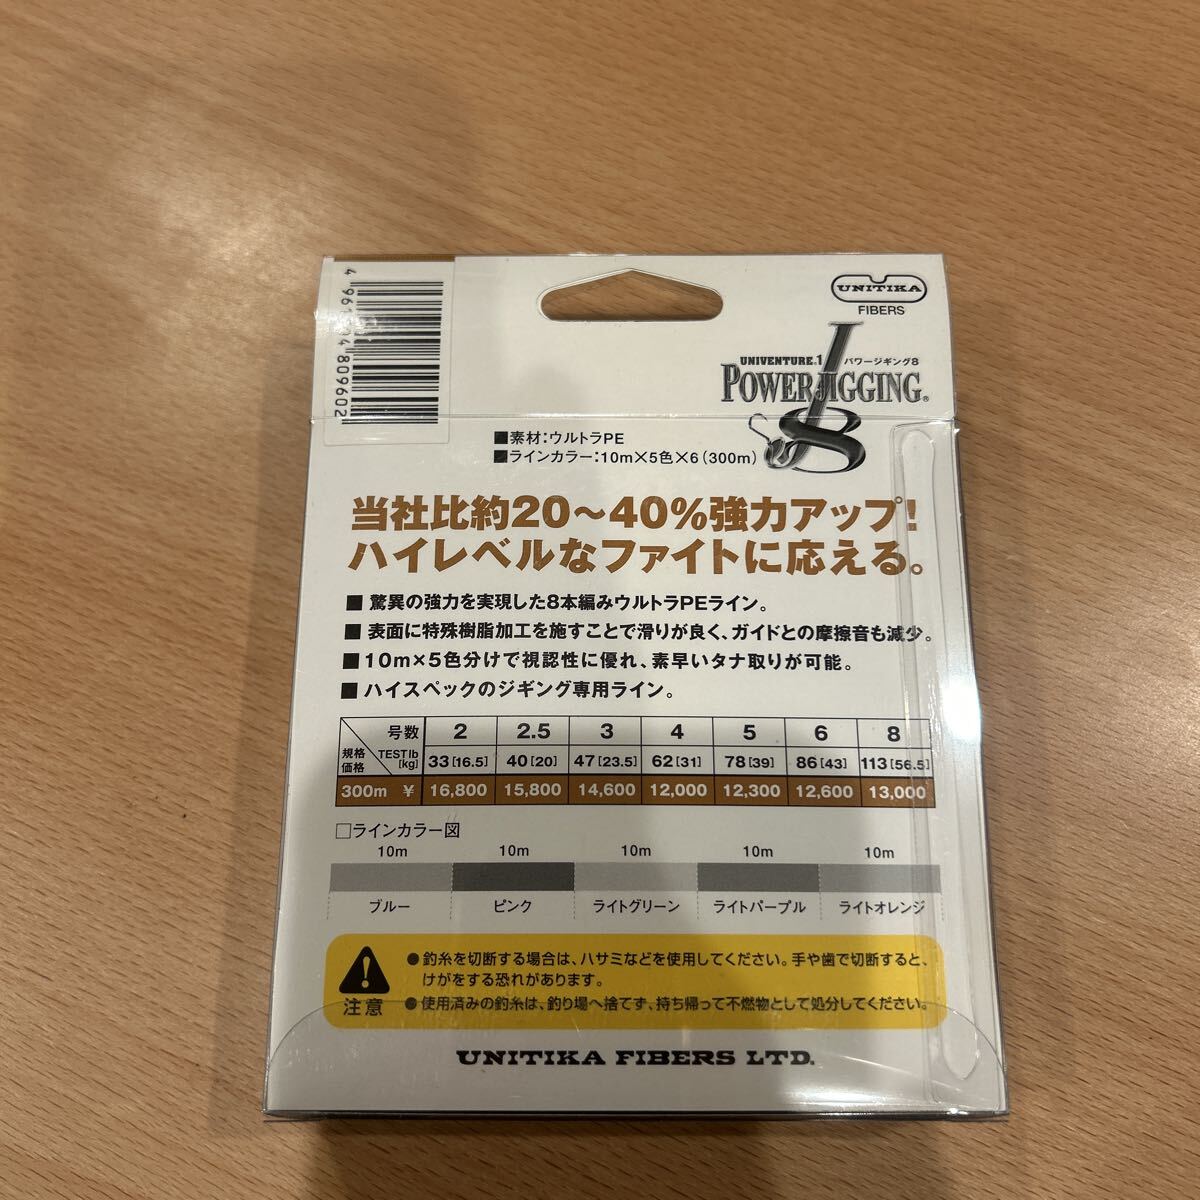 809602
UNITIKA
FIBERS
UNIVENTURE.1 パワージギング8
POWERJIGGING®
8
■素材:ウルトラPE
■ラインカラー:10m×5色×6(300m)
当社比約20〜40%強力アップ!
ハイレベルなファイトに応える。
■ 驚異の強力を実現した8本編みウルトラPEライン。
■ 表面に特殊樹脂加工を施すことで滑りが良く、ガイドとの摩擦音も減少。
■ 10m×5色分けで視認性に優れ、素早いタナ取りが可能。
■ ハイスペックのジギング専用ライン。
号数 2 2.5 3 4 5 6 8
規格 価格 TEST lb [kg] 33[16.5] 40[20] 47[23.5] 62[31] 78[39] 86[43] 113[56.5]
300m ¥ 16,800 15,800 14,600 12,000 12,300 12,600 13,000
□ラインカラー図
10m 10m 10m 10m 10m
ブルー ピンク ライトグリーン ライトパープル ライトオレンジ
注意
●釣糸を切断する場合は、ハサミなどを使用してください。手や歯で切断すると、
けがをする恐れがあります。
●使用済みの釣糸は、釣り場へ捨てず、持ち帰って不燃物として処分してください。
UNITIKA FIBERS LTD.